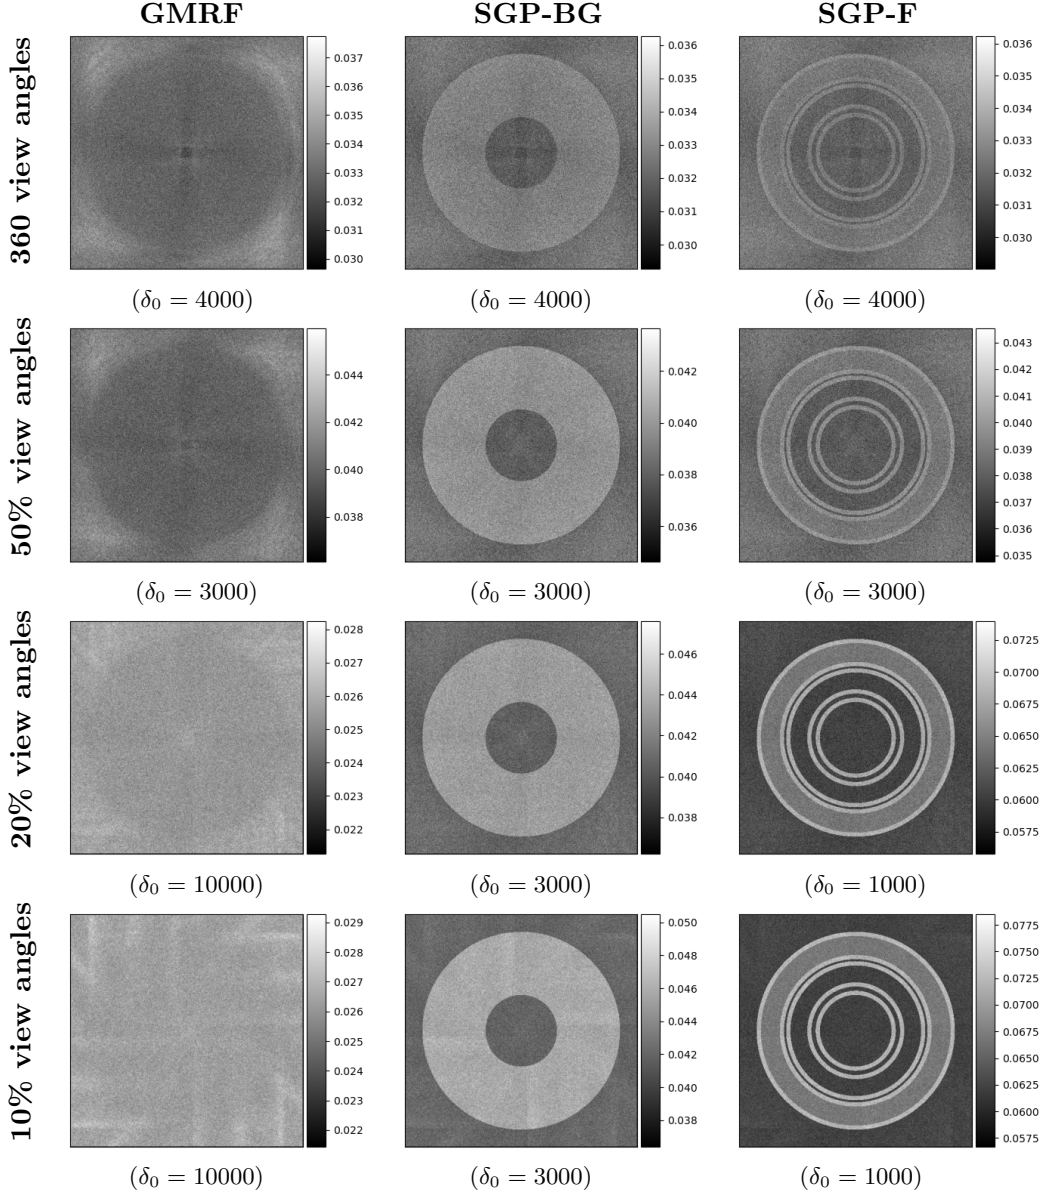 GMRF SGP-BG SGP-F
360 view angles
0.037 0.036 0.035 0.034 0.033 0.032 0.031 0.030
0.036 0.035 0.034 0.033 0.032 0.031 0.030
0.036 0.034 0.033 0.032 0.030
(δ₀ = 4000) (δ₀ = 4000) (δ₀ = 4000)
50% view angles
0.044 0.042 0.040 0.038
0.042 0.040 0.038 0.036
0.043 0.042 0.041 0.040 0.039 0.037 0.036 0.035
(δ₀ = 3000) (δ₀ = 3000) (δ₀ = 3000)
20% view angles
0.028 0.027 0.026 0.025 0.024 0.023 0.022
0.046 0.044 0.042 0.040 0.038
0.0725 0.0700 0.0675 0.0650 0.0600 0.0575
(δ₀ = 10000) (δ₀ = 3000) (δ₀ = 1000)
10% view angles
0.029 0.028 0.027 0.026 0.025 0.024 0.023 0.022
0.050 0.048 0.046 0.044 0.042 0.040 0.038
0.0775 0.0725 0.0700 0.0675 0.0650 0.0625 0.0600 0.0575
(δ₀ = 10000) (δ₀ = 3000) (δ₀ = 1000)